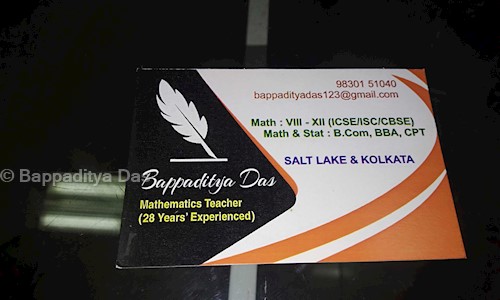 98301 51040
bappadityadas123@gmail.com
Math : VIII - XII (ICSE/ISC/CBSE)
Math & Stat : B.Com, BBA, CPT
SALT LAKE & KOLKATA
© Bappaditya Das
Bappaditya Das
Mathematics Teacher
(28 Years' Experienced)